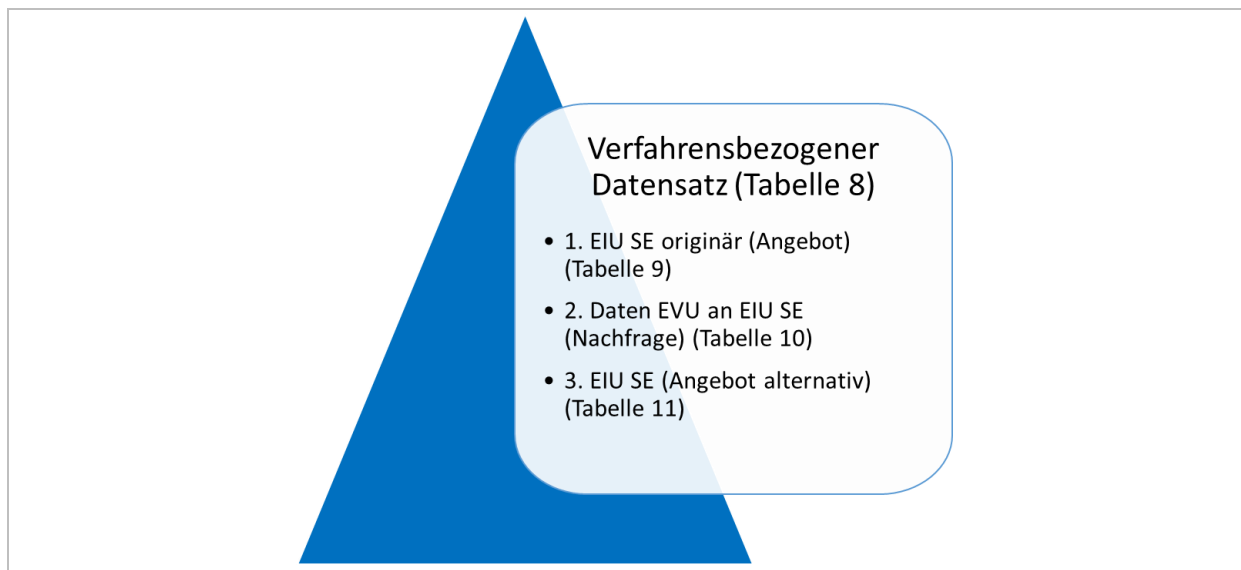 Verfahrensbezogener
Datensatz (Tabelle 8)
• 1. EIU SE originär (Angebot)
(Tabelle 9)
• 2. Daten EVU an EIU SE
(Nachfrage) (Tabelle 10)
• 3. EIU SE (Angebot alternativ)
(Tabelle 11)